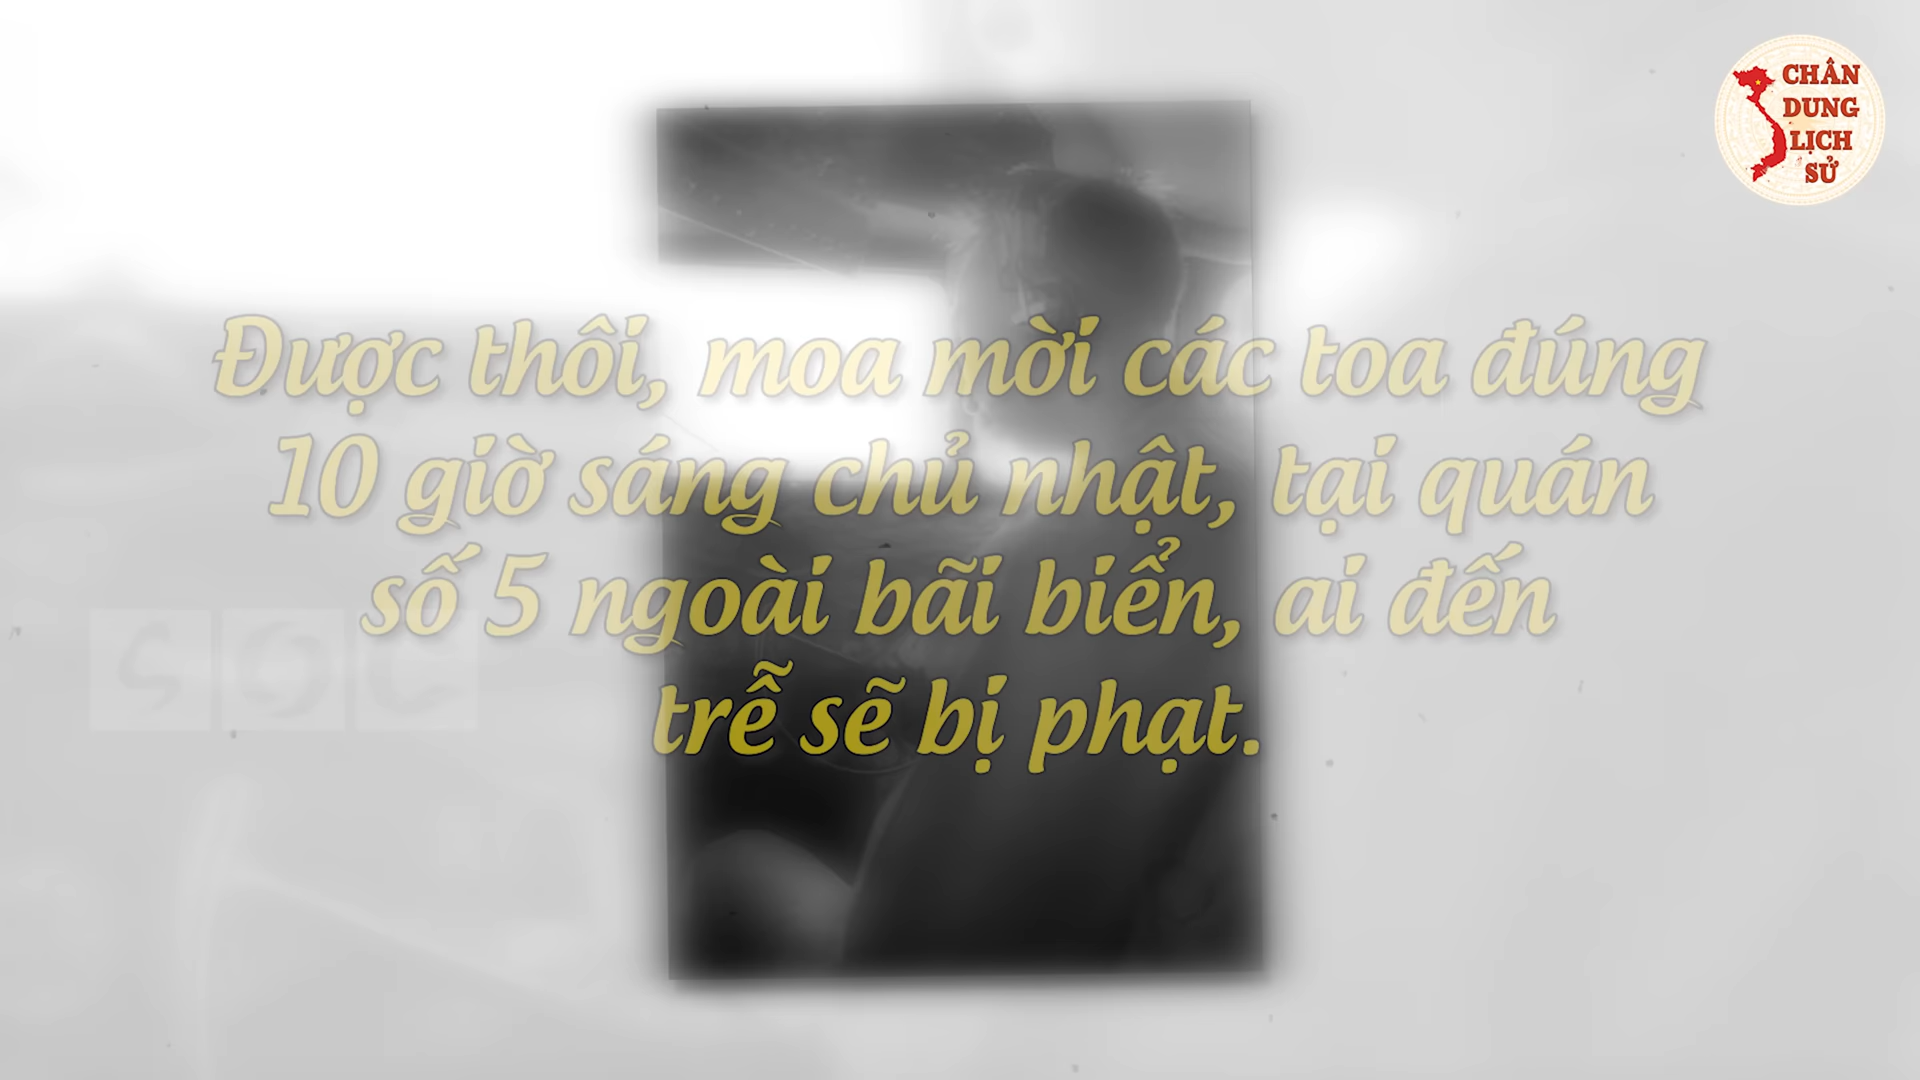 CHÂN
DUNG
LỊCH
SỬ
Được thôi, moa mời các toa đúng
10 giờ sáng chủ nhật, tại quán
số 5 ngoài bãi biển, ai đến
trễ sẽ bị phạt.